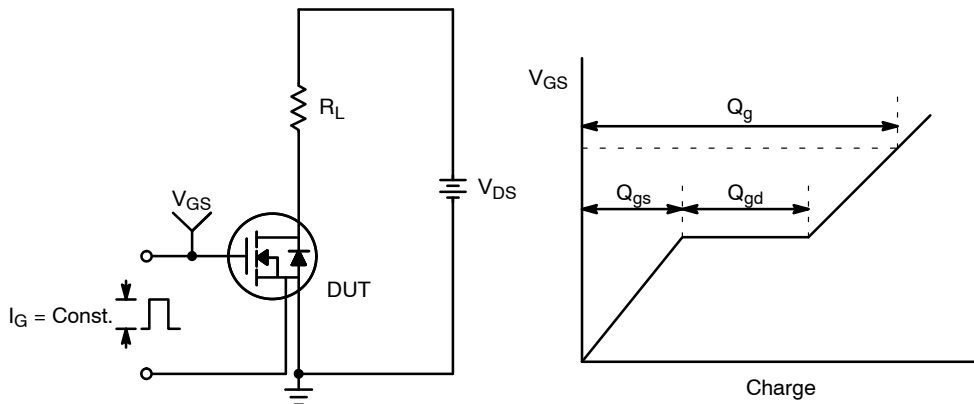 R_L
V_GS
V_DS
DUT
I_G = Const.
V_GS
Q_g
Q_gs
Q_gd
Charge